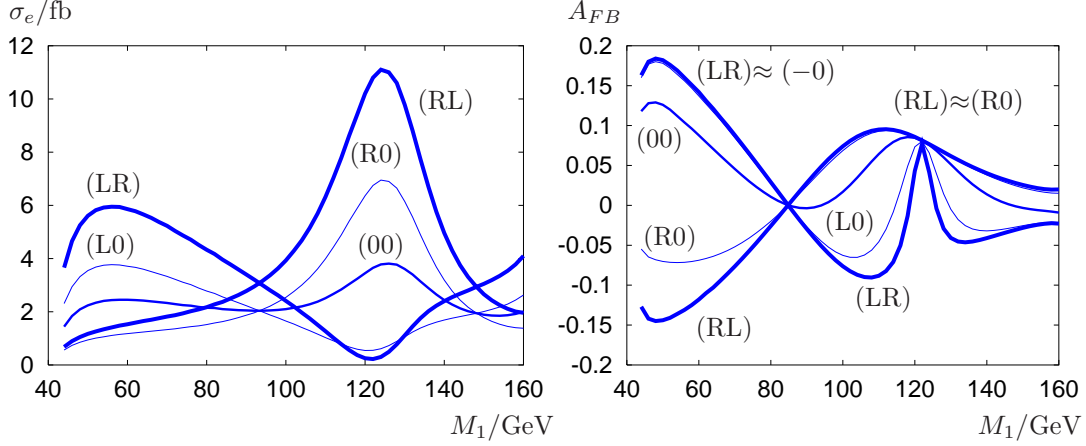 σ_e/fb
12
10
8
6
4
2
0
40 60 80 100 120 140 160
M_1/GeV
(LR)
(L0)
(RL)
(R0)
(00)
A_{FB}
0.2
0.15
0.1
0.05
0
-0.05
-0.1
-0.15
-0.2
40 60 80 100 120 140 160
M_1/GeV
(LR)≈ (−0)
(RL)≈(R0)
(00)
(R0)
(L0)
(LR)
(RL)